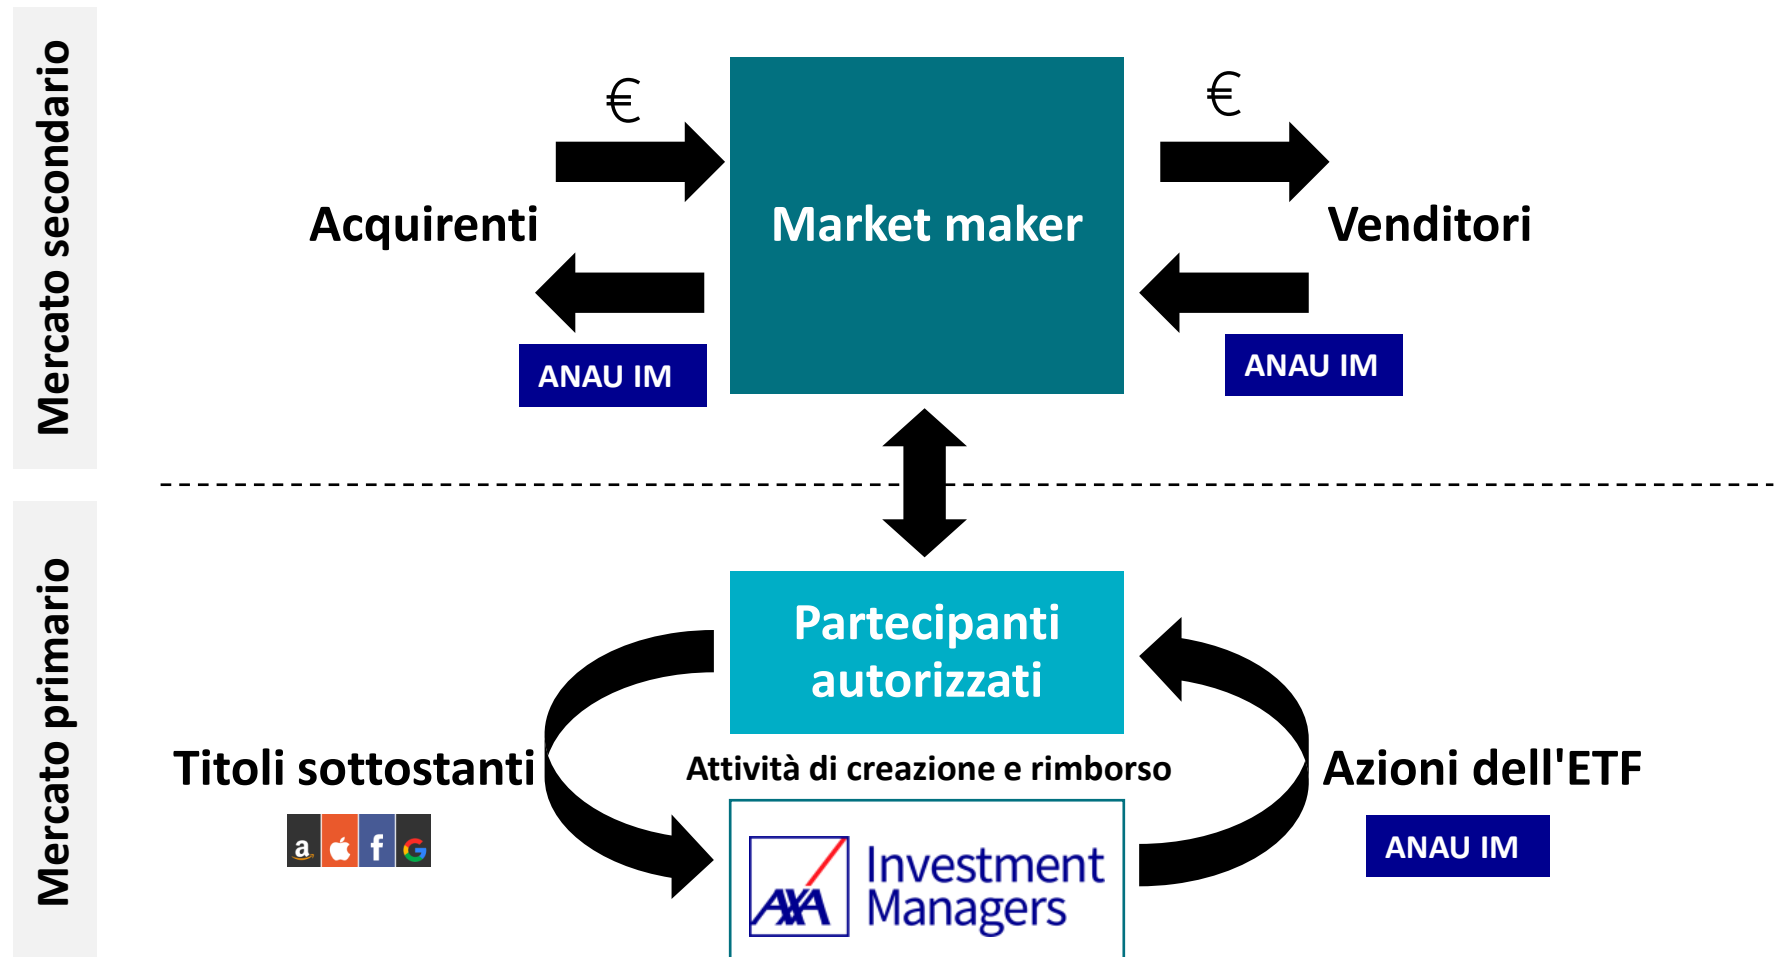 Mercato secondario
€
€
Acquirenti
Market maker
Venditori
ANAU IM
ANAU IM
Mercato primario
Partecipanti
autorizzati
Titoli sottostanti
Attività di creazione e rimborso
Azioni dell'ETF
a
f
G
ANAU IM
AXA
Investment
Managers